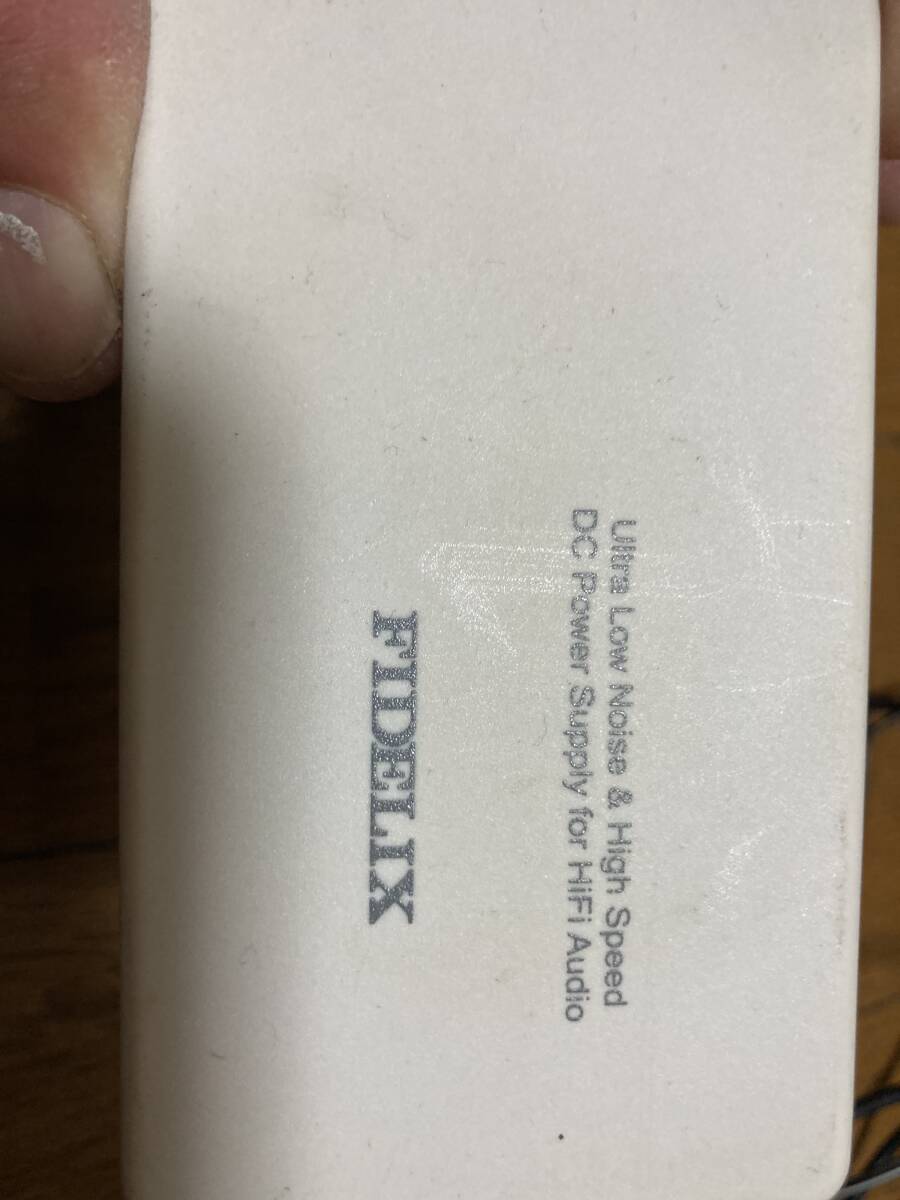 Ultra Low Noise & High Speed
DC Power Supply for HiFi Audio
FIDELIX